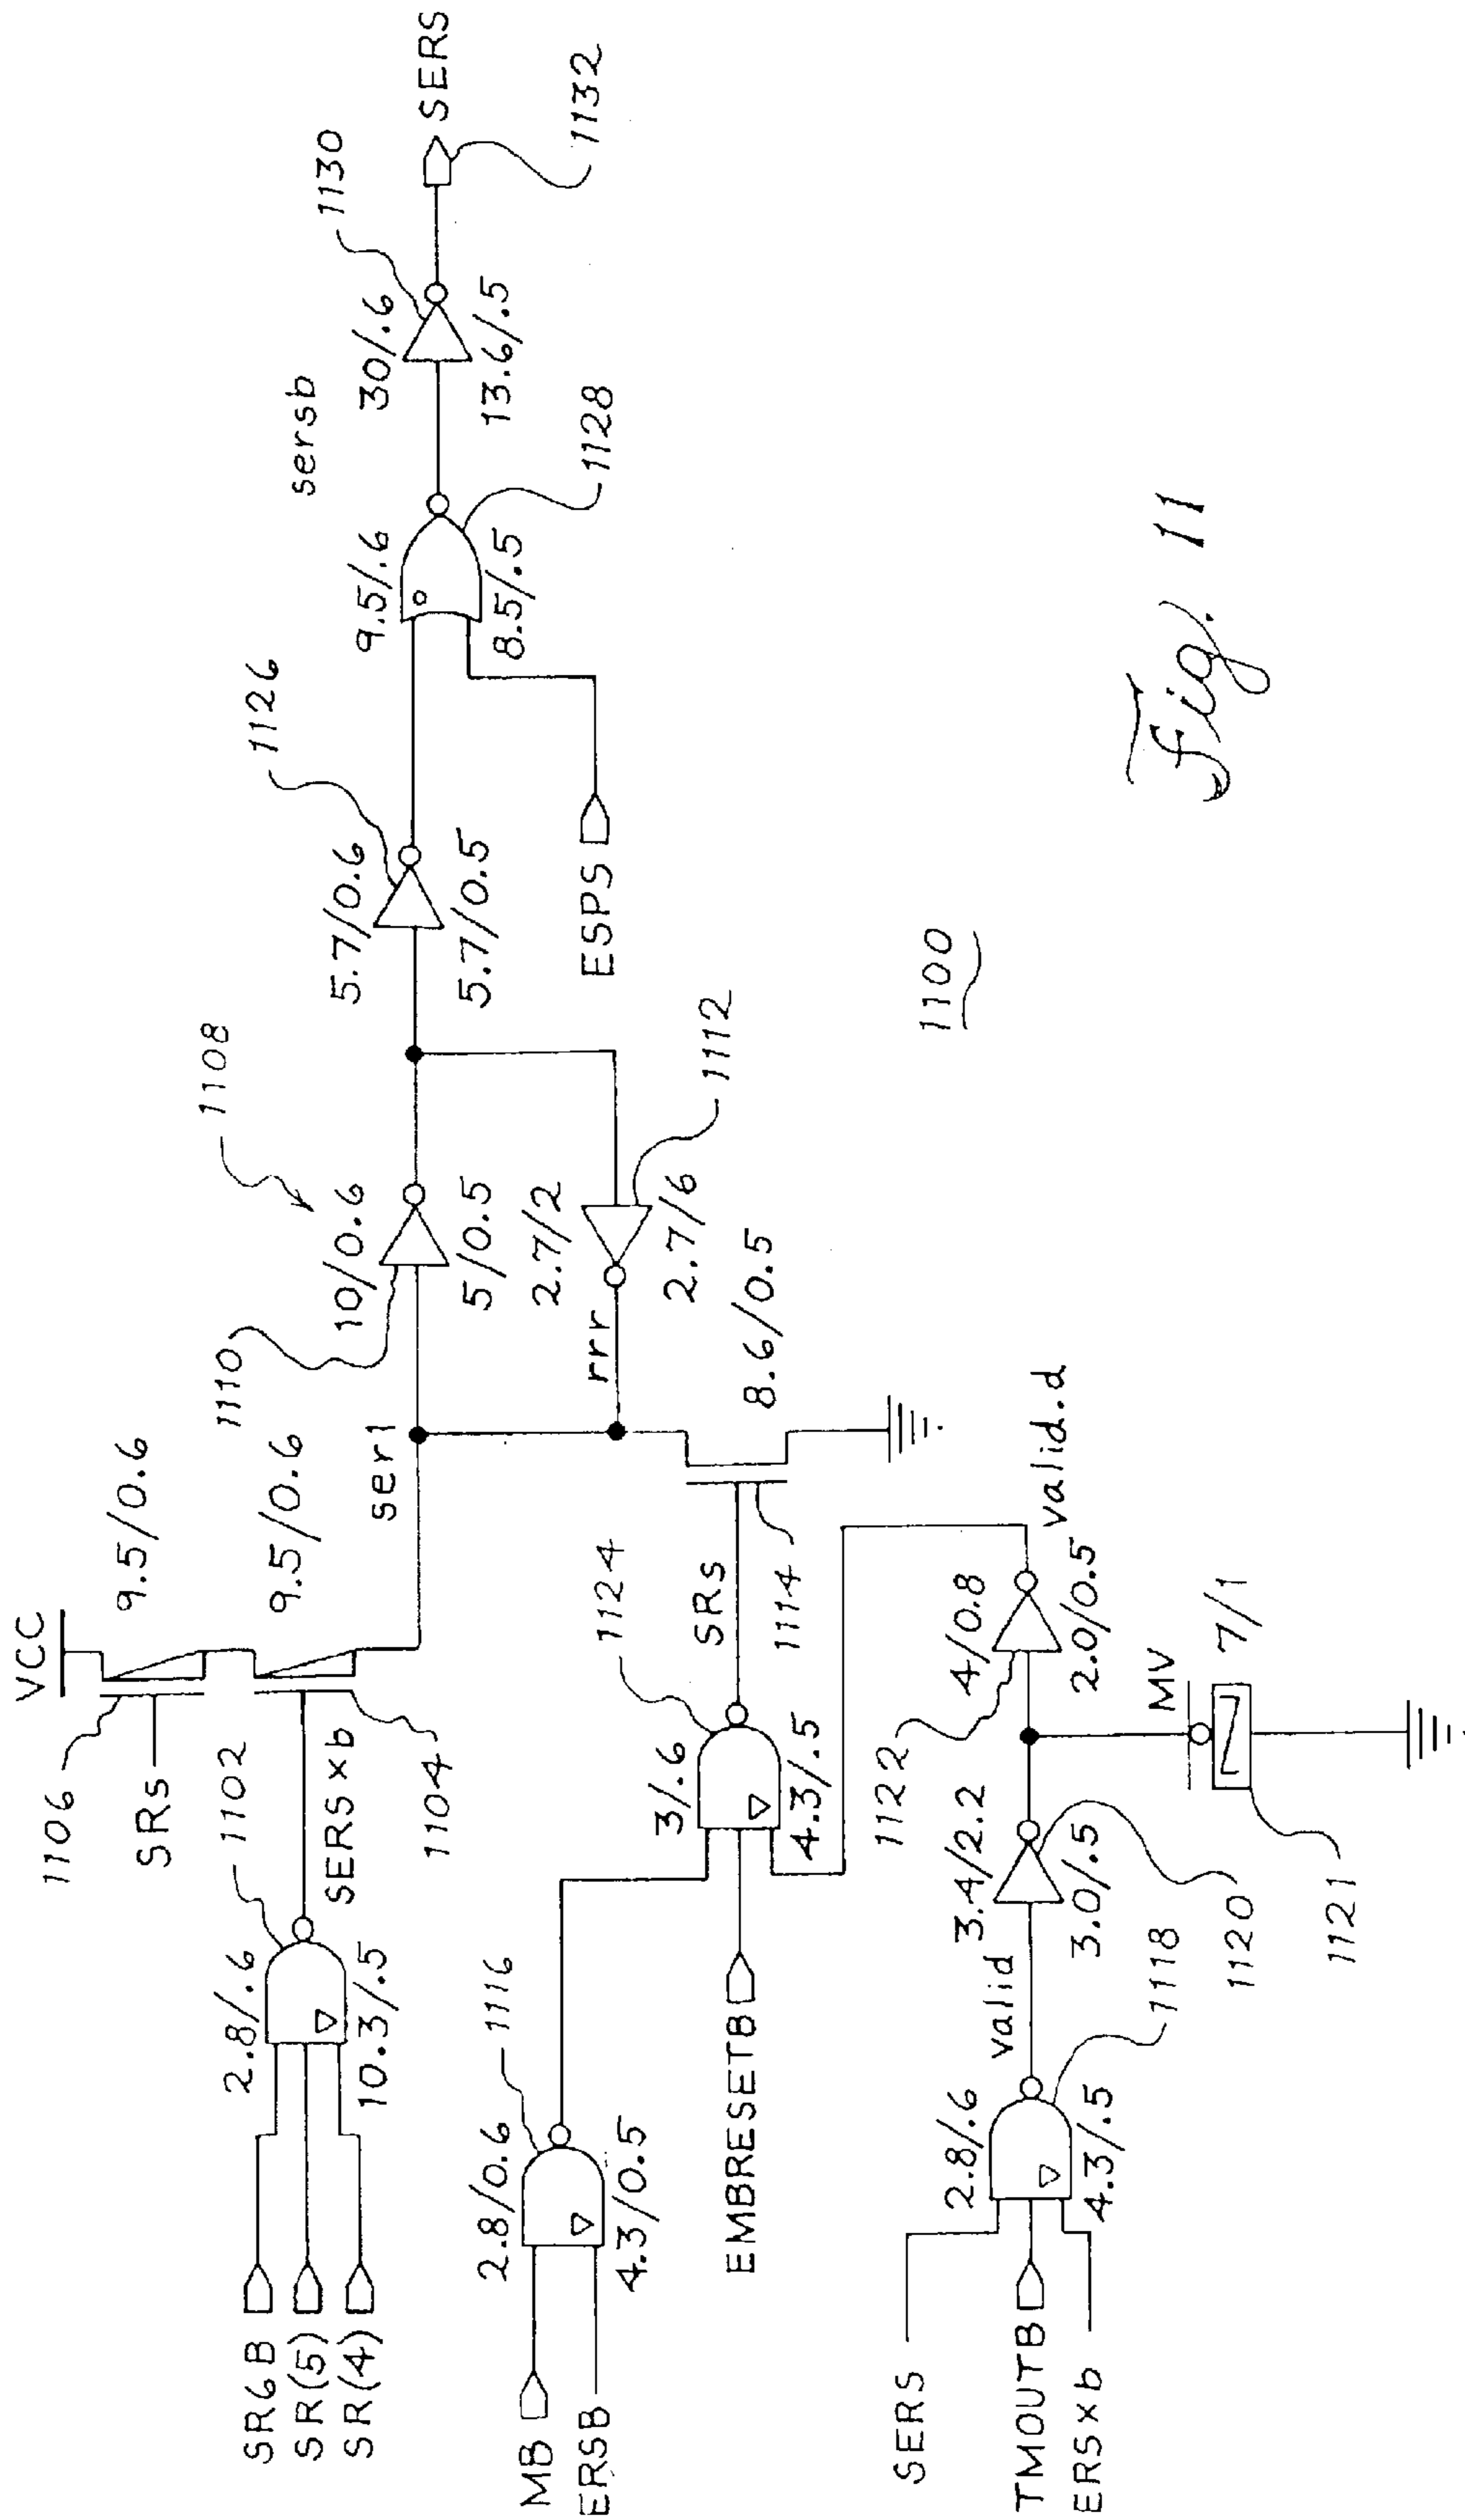 VCC
9.5/0.6
1106
SRs
9.5/0.6
SR6B
SR(5)
SR(4)
2.8/.6
1102
10.3/.5
SERSxb
1104
ser1
1110
10/0.6
5/0.5
1108
5.7/0.6
5.7/0.5
1126
9.5/.6
8.5/.5
1128
sersb
30/.6
13.6/.5
1130
SERS
1132
ESPS
2.7/2
2.7/6
1112
rrr
8.6/0.5
MB
ERSB
2.8/0.6
1116
4.3/0.5
EMBRESETB
3/.6
4.3/.5
1124
SRs
1114
SERS
TMOUTB
ERSxb
2.8/.6
4.3/.5
1118
valid
3.4/2.2
3.0/.5
1120
1122
4/0.8
2.0/0.5
valid.d
MV
7/1
1121
1100
Fig. 11